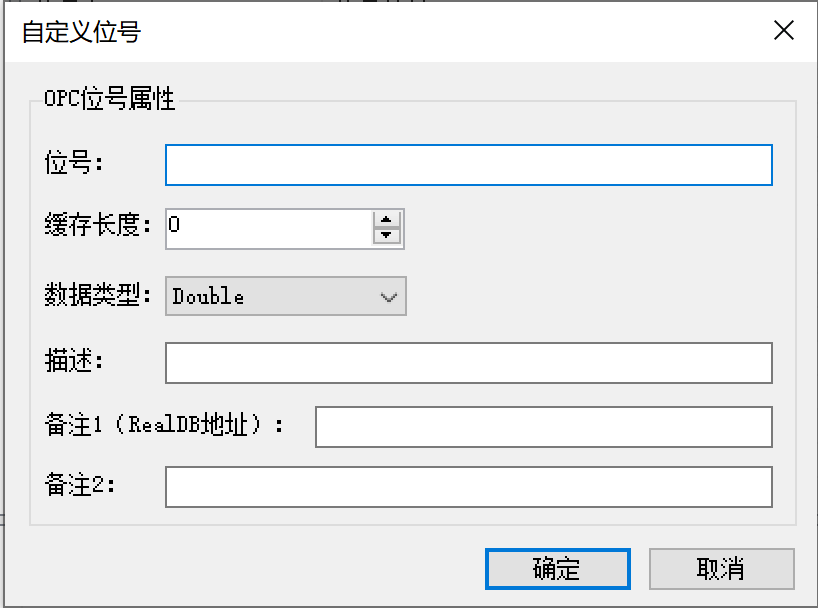 自定义位号
OPC位号属性
位号：
缓存长度： 0
数据类型： Double
描述：
备注1（RealDB地址）：
备注2：
确定 取消